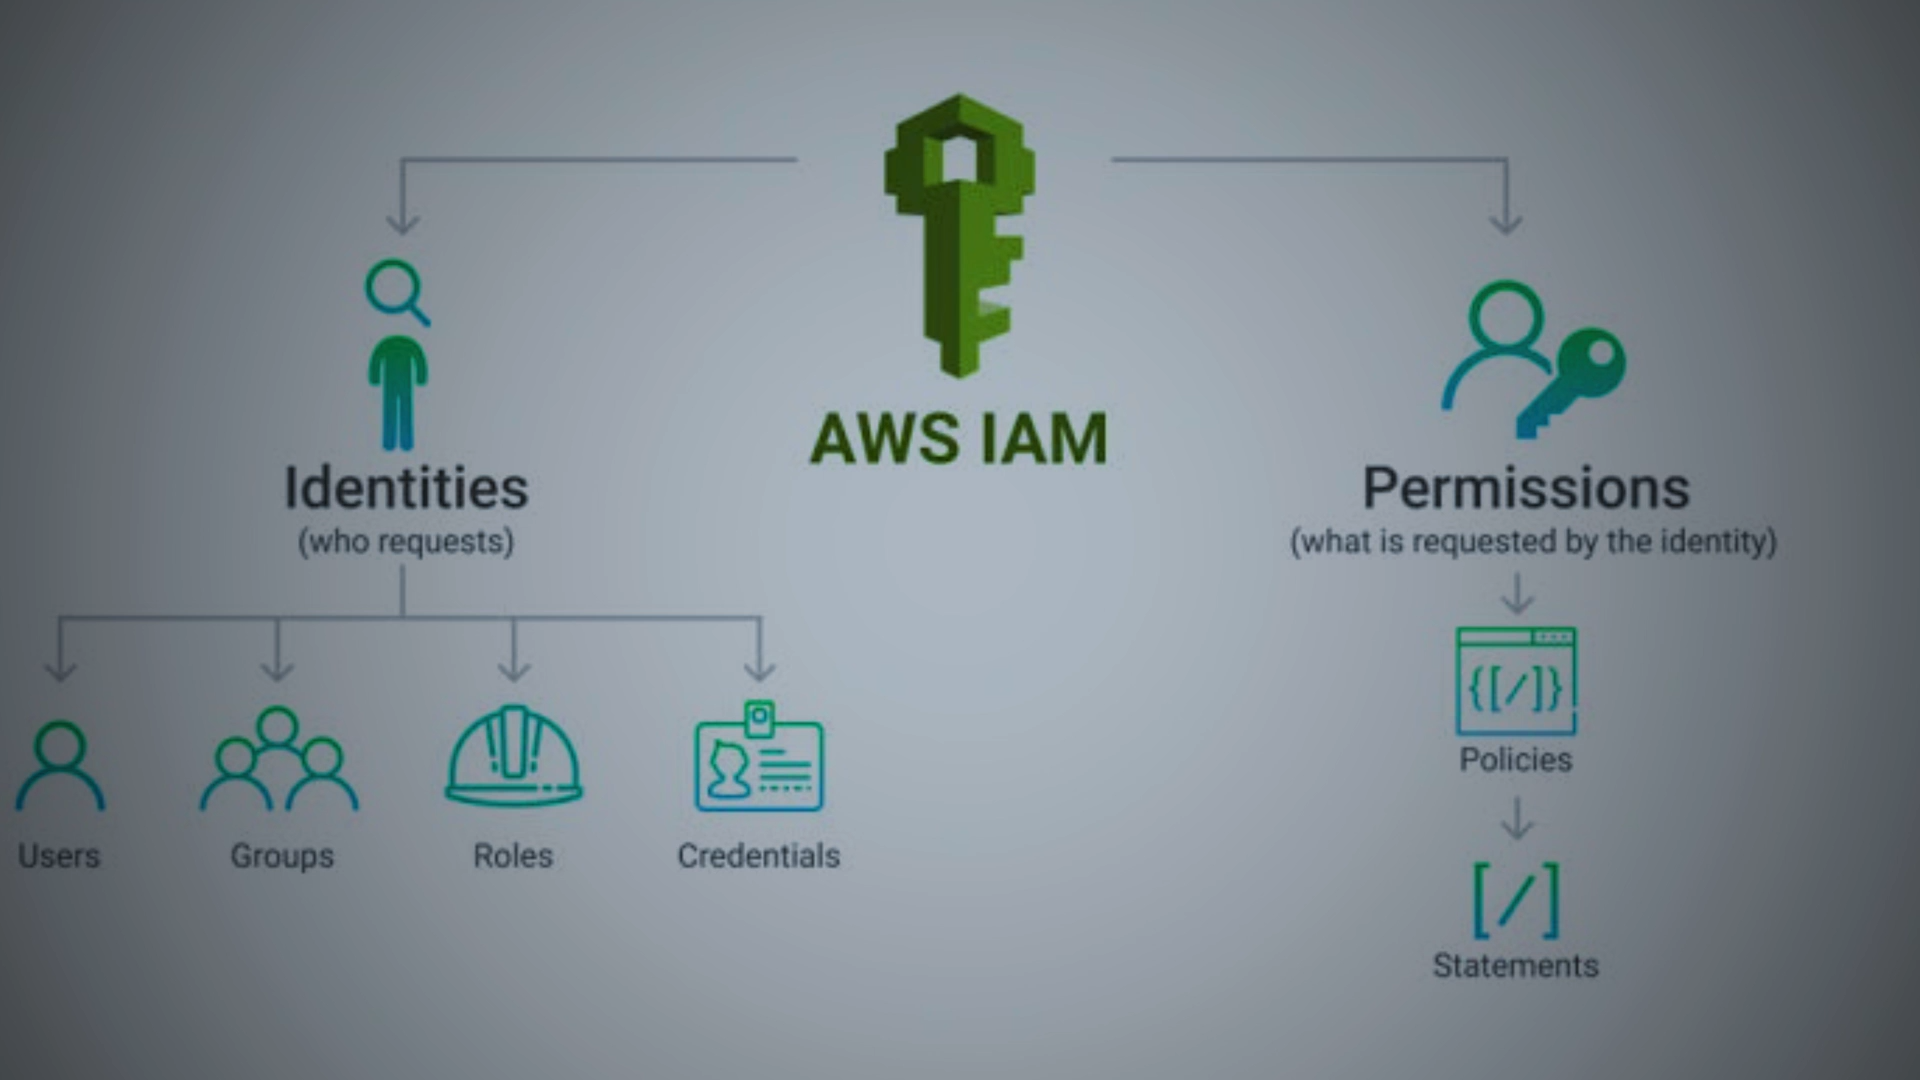 AWS IAM
Identities
(who requests)
Users
Groups
Roles
Credentials
Permissions
(what is requested by the identity)
{[/]}
Policies
[/]
Statements